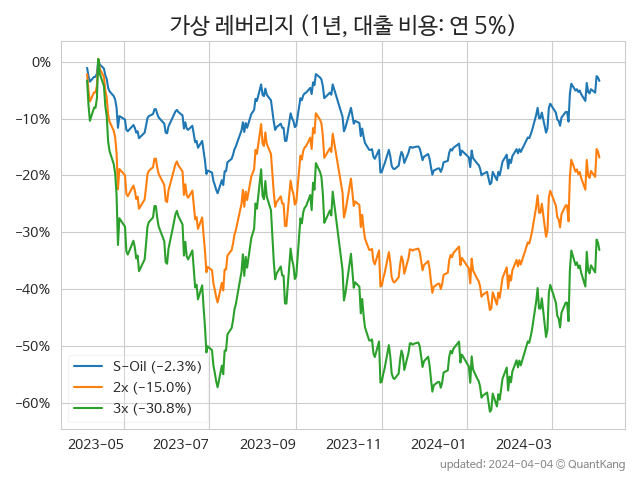 가상 레버리지 (1년, 대출 비용: 연 5%)
0%
−10%
−20%
−30%
−40%
−50%
−60%
S-Oil (−2.3%)
2x (−15.0%)
3x (−30.8%)
2023-05
2023-07
2023-09
2023-11
2024-01
2024-03
updated: 2024-04-04 © QuantKang